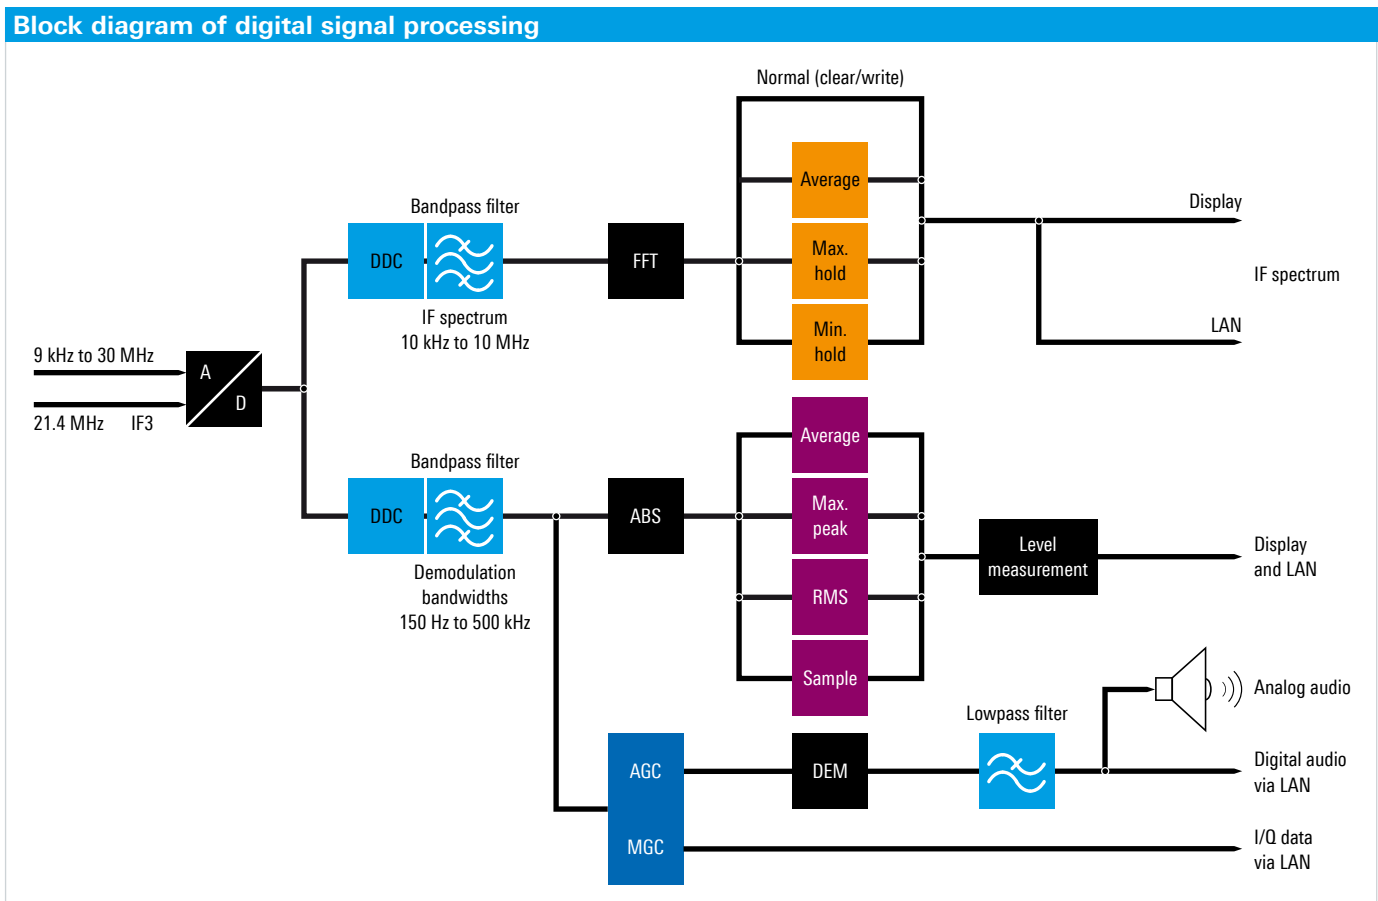 Block diagram of digital signal processing
Normal (clear/write)
Average
Bandpass filter
Display
DDC
FFT
Max.
hold
IF spectrum
IF spectrum
10 kHz to 10 MHz
LAN
Min.
hold
9 kHz to 30 MHz
A
D
21.4 MHz IF3
Average
Bandpass filter
DDC
ABS
Max.
peak
Level
measurement
Display
and LAN
Demodulation
bandwidths
150 Hz to 500 kHz
RMS
Sample
Analog audio
Lowpass filter
AGC
DEM
Digital audio
via LAN
MGC
I/Q data
via LAN